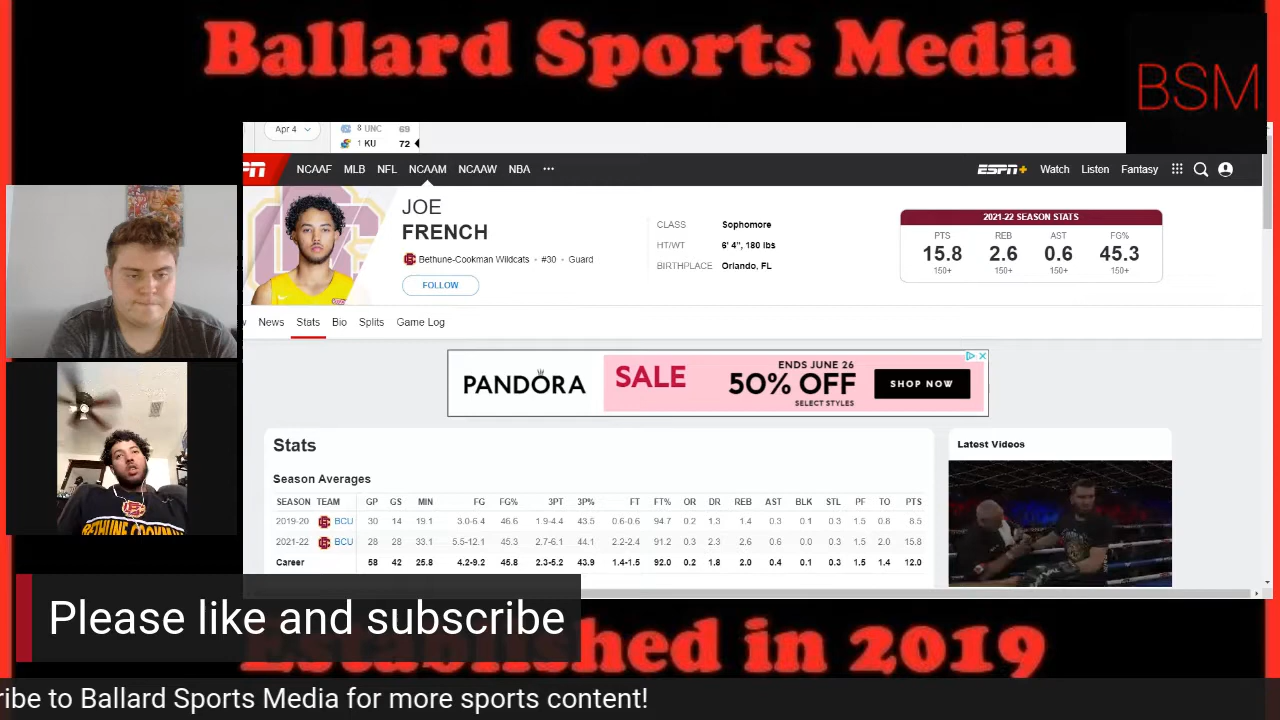 Ballard Sports Media
BSM
Apr 4
8 UNC 69
1 KU 72
NCAAF MLB NFL NCAAM NCAAW NBA ...
ESPN+ Watch Listen Fantasy
JOE
FRENCH
Bethune-Cookman Wildcats • #30 • Guard
FOLLOW
CLASS Sophomore
HT/WT 6' 4", 180 lbs
BIRTHPLACE Orlando, FL
2021-22 SEASON STATS
PTS REB AST FG%
15.8 2.6 0.6 45.3
150+ 150+ 150+ 150+
News Stats Bio Splits Game Log
PANDORA
SALE
ENDS JUNE 26
50% OFF
SELECT STYLES
SHOP NOW
Stats
Latest Videos
Season Averages
SEASON TEAM GP GS MIN FG FG% 3PT 3P% FT FT% OR DR REB AST BLK STL PF TO PTS
2019-20 BCU 30 14 19.1 3.0-6.4 46.6 1.9-4.4 43.5 0.6-0.6 94.7 0.2 1.3 1.4 0.3 0.1 0.3 1.5 0.8 8.5
2021-22 BCU 28 28 33.1 5.5-12.1 45.3 2.7-6.1 44.1 2.2-2.4 91.2 0.3 2.3 2.6 0.6 0.0 0.3 1.5 2.0 15.8
Career 58 42 25.8 4.2-9.2 45.8 2.3-5.2 43.9 1.4-1.5 92.0 0.2 1.8 2.0 0.4 0.1 0.3 1.5 1.4 12.0
Please like and subscribe
Established in 2019
ribe to Ballard Sports Media for more sports content!